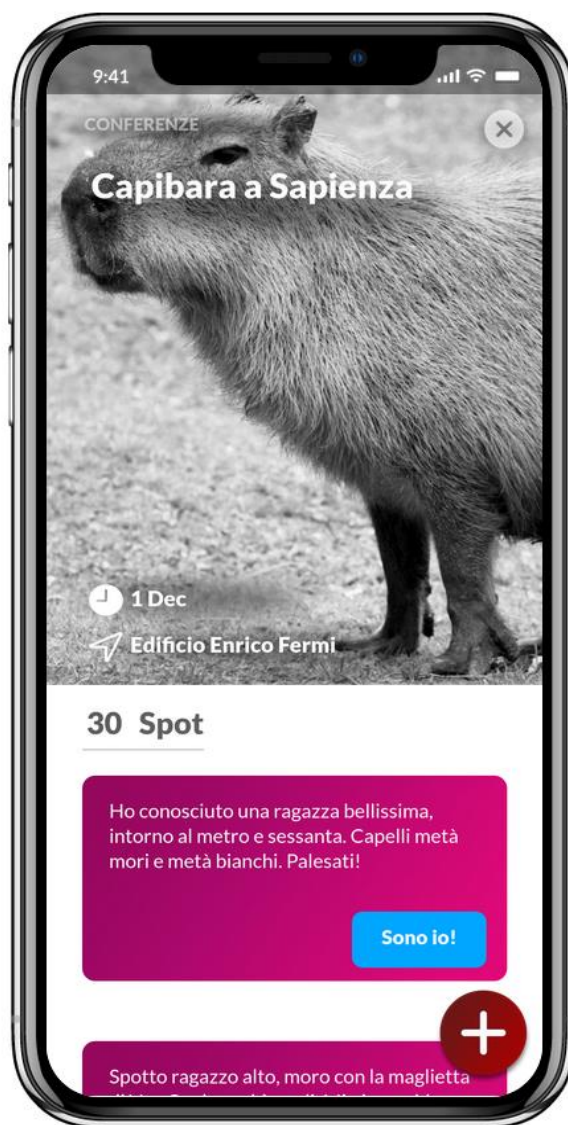 9:41
CONFERENZE
Capibara a Sapienza
1 Dec
Edificio Enrico Fermi
30 Spot
Ho conosciuto una ragazza bellissima,
intorno al metro e sessanta. Capelli metà
mori e metà bianchi. Palesati!
Sono io!
Spotto ragazzo alto, moro con la maglietta